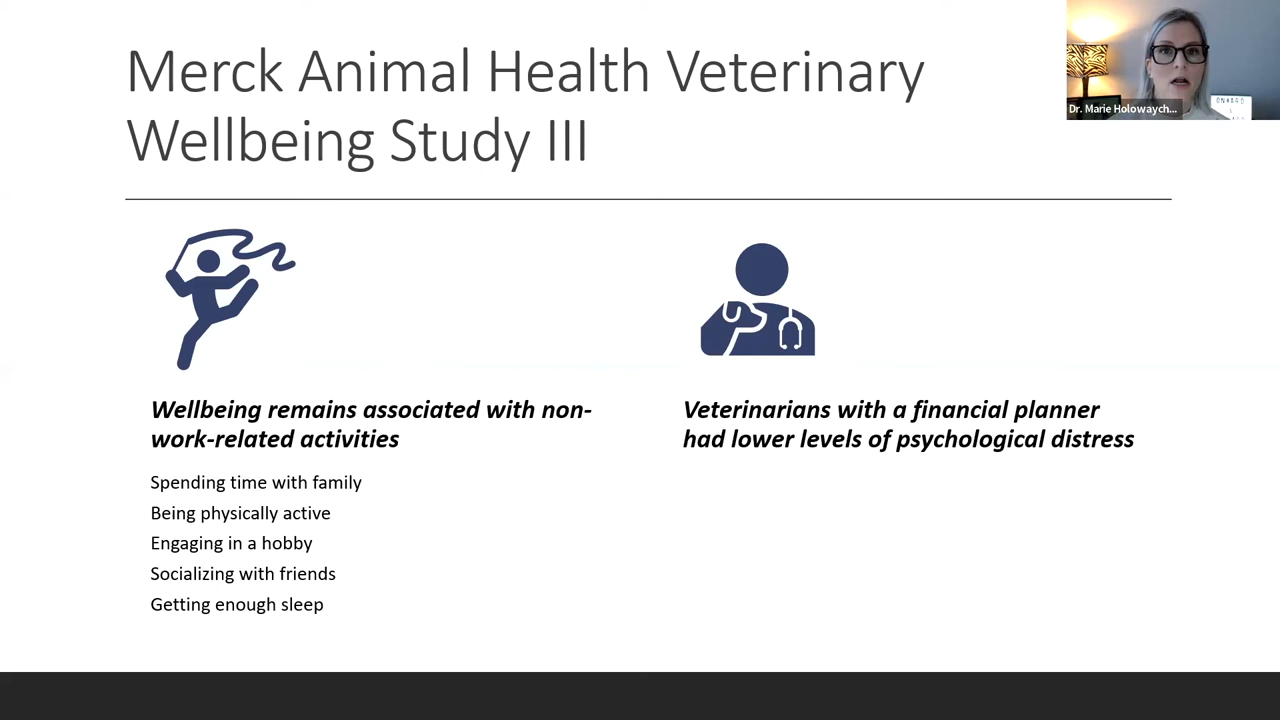 Merck Animal Health Veterinary
Wellbeing Study III
Dr. Marie Holowaych...
Wellbeing remains associated with non-
work-related activities
Spending time with family
Being physically active
Engaging in a hobby
Socializing with friends
Getting enough sleep
Veterinarians with a financial planner
had lower levels of psychological distress